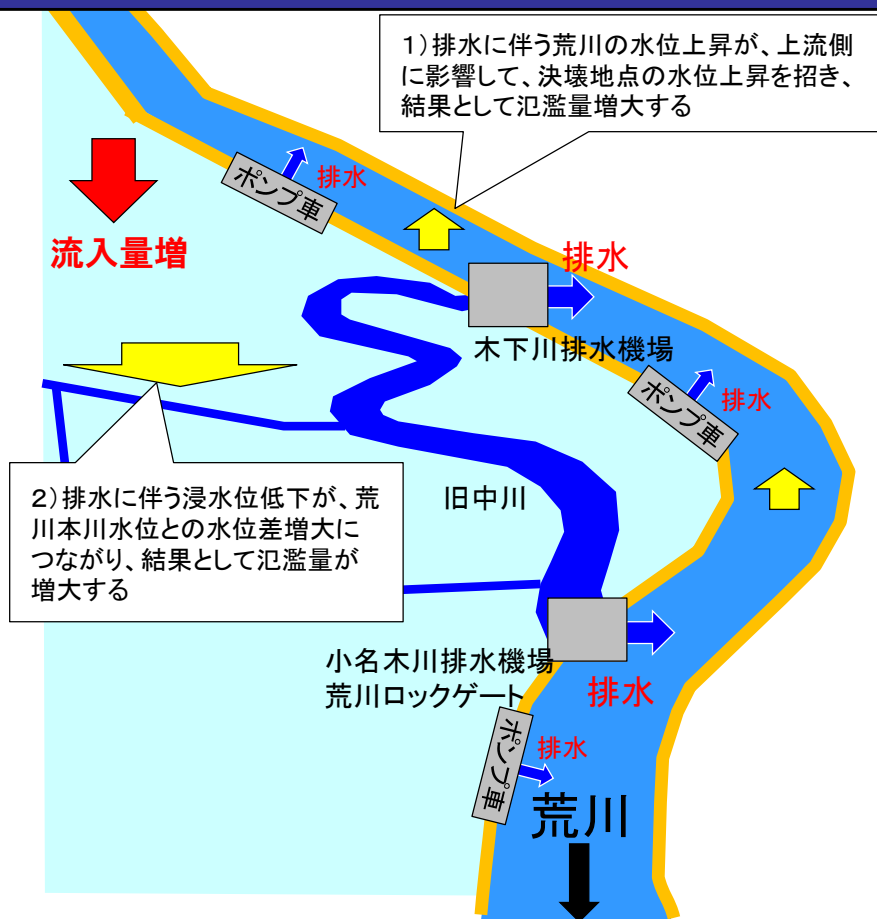 1)排水に伴う荒川の水位上昇が、上流側
に影響して、決壊地点の水位上昇を招き、
結果として氾濫量増大する
排水
ポンプ車
流入量増
排水
木下川排水機場
排水
ポンプ車
2)排水に伴う浸水位低下が、荒
川本川水位との水位差増大に
つながり、結果として氾濫量が
増大する
旧中川
小名木川排水機場
荒川ロックゲート
排水
排水
ポンプ車
荒川